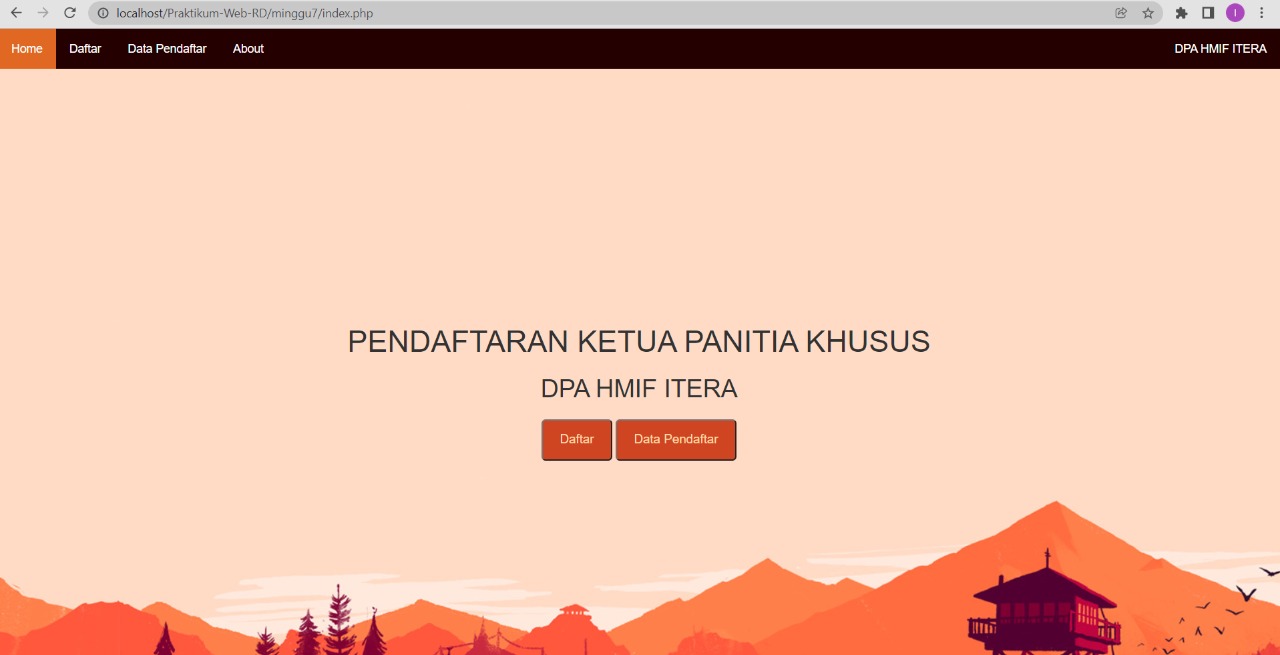 localhost/Praktikum-Web-RD/minggu7/index.php
I
Home Daftar Data Pendaftar About DPA HMIF ITERA
PENDAFTARAN KETUA PANITIA KHUSUS
DPA HMIF ITERA
Daftar Data Pendaftar